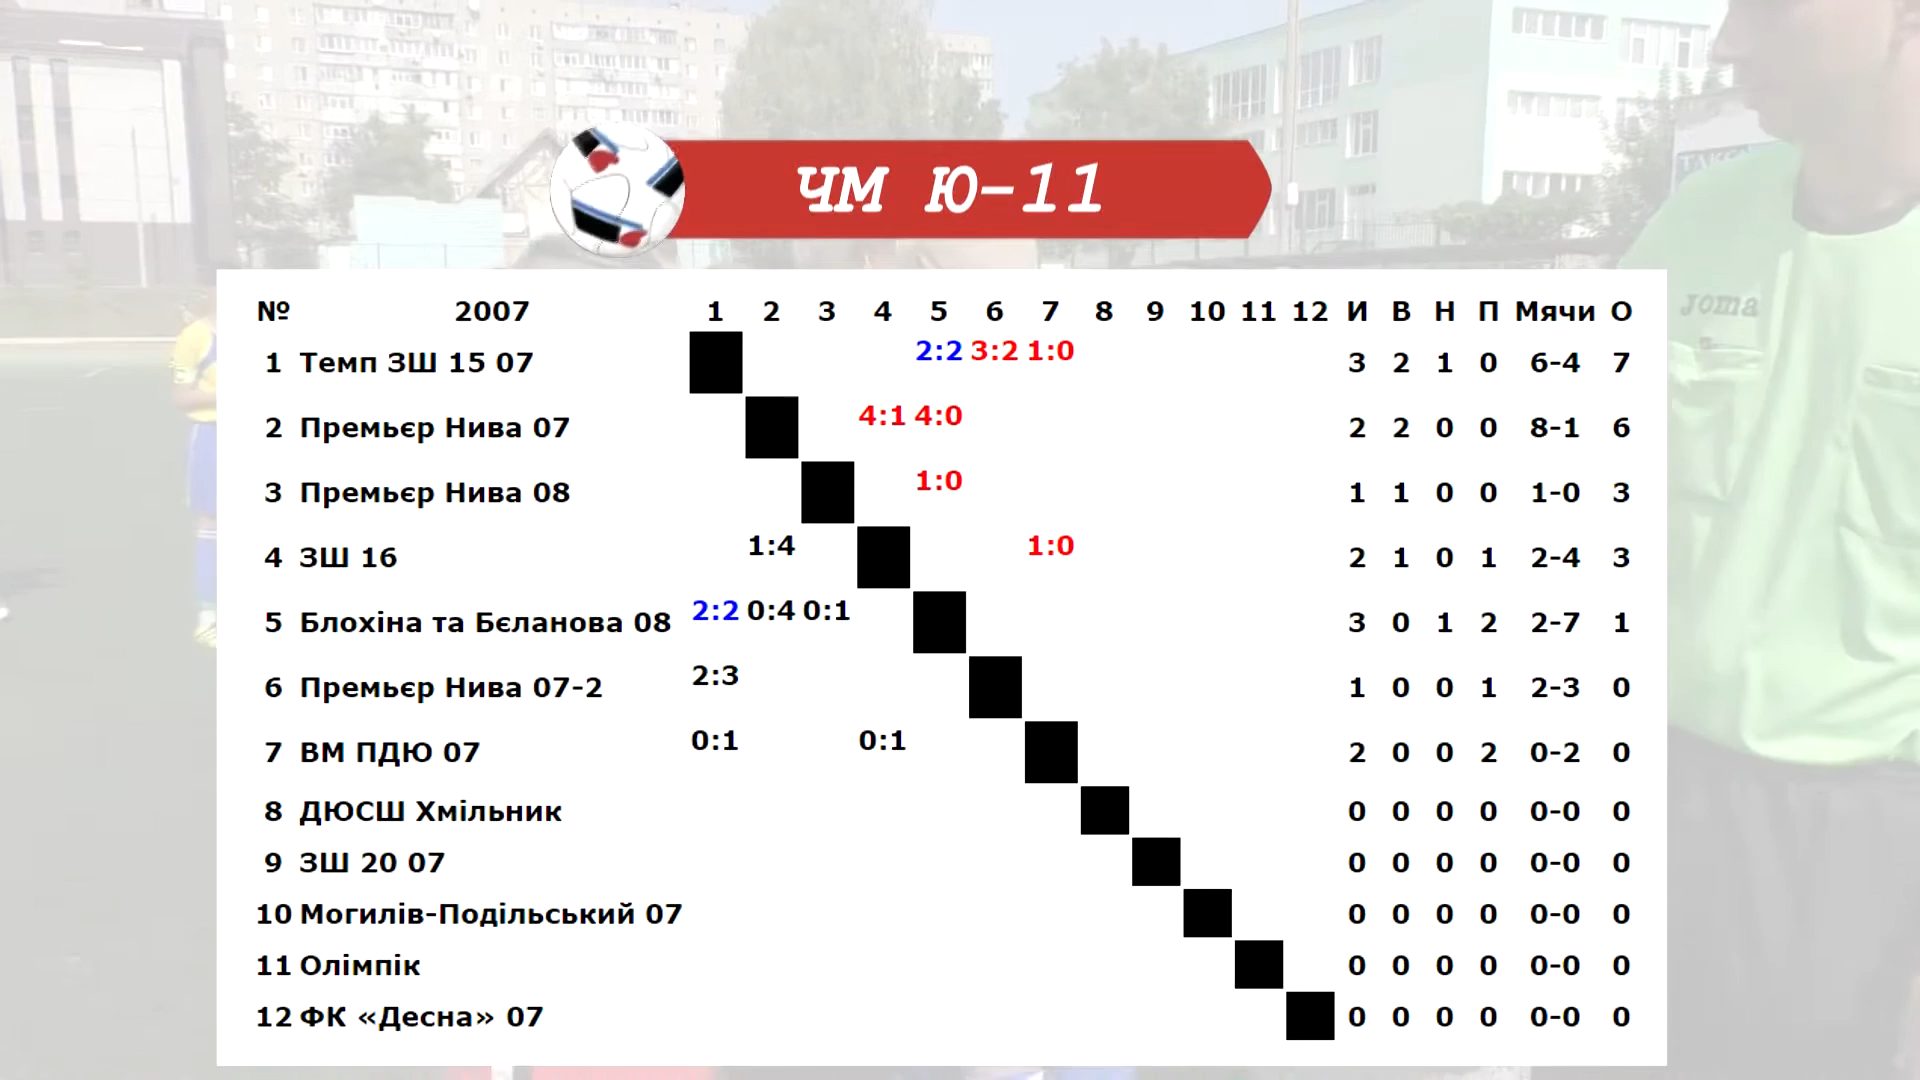 ЧМ Ю-11
№ 2007 1 2 3 4 5 6 7 8 9 10 11 12 И В Н П Мячи О
1 Темп ЗШ 15 07 2:2 3:2 1:0 3 2 1 0 6-4 7
2 Премьєр Нива 07 4:1 4:0 2 2 0 0 8-1 6
3 Премьєр Нива 08 1:0 1 1 0 0 1-0 3
4 ЗШ 16 1:4 1:0 2 1 0 1 2-4 3
5 Блохіна та Бєланова 08 2:2 0:4 0:1 3 0 1 2 2-7 1
6 Премьєр Нива 07-2 2:3 1 0 0 1 2-3 0
7 ВМ ПДЮ 07 0:1 0:1 2 0 0 2 0-2 0
8 ДЮСШ Хмільник 0 0 0 0 0-0 0
9 ЗШ 20 07 0 0 0 0 0-0 0
10 Могилів-Подільський 07 0 0 0 0 0-0 0
11 Олімпік 0 0 0 0 0-0 0
12 ФК «Десна» 07 0 0 0 0 0-0 0
joma